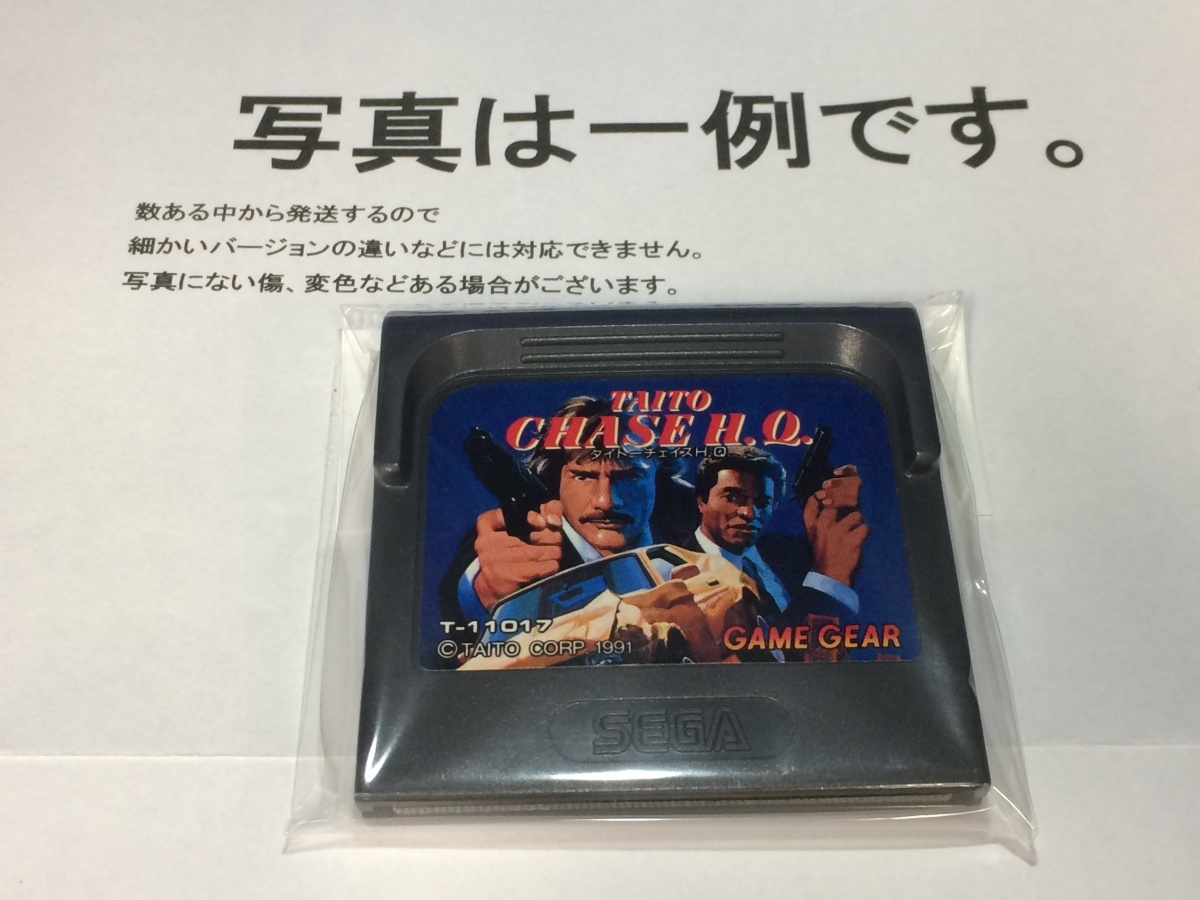 写真は一例です。
数ある中から発送するので
細かいバージョンの違いなどには対応できません。
写真にない傷、変色などある場合がございます。
TAITO
CHASE H.Q.
タイトーチェイスH.Q
T-11017
©TAITO CORP. 1991
GAME GEAR
SEGA